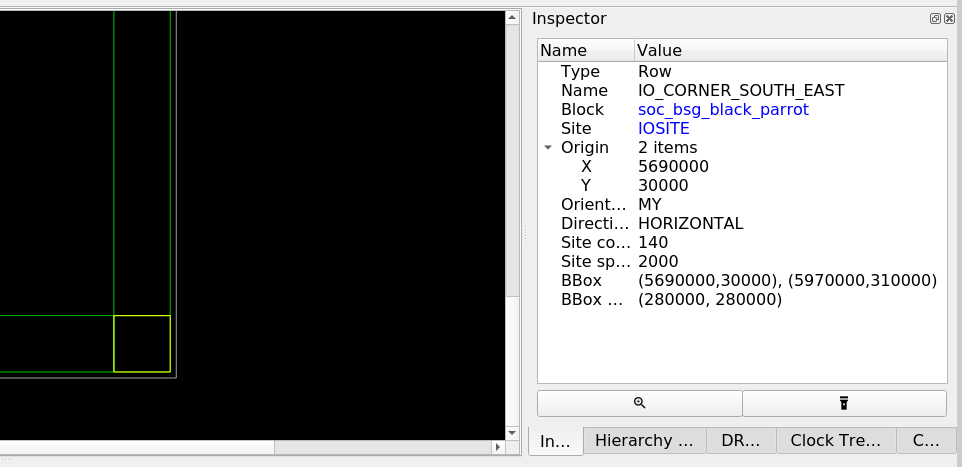 Inspector
Name Value
Type Row
Name IO_CORNER_SOUTH_EAST
Block soc_bsg_black_parrot
Site IOSITE
Origin 2 items
X 5690000
Y 30000
Orient... MY
Directi... HORIZONTAL
Site co... 140
Site sp... 2000
BBox (5690000,30000), (5970000,310000)
BBox ... (280000, 280000)
In... Hierarchy ... DR... Clock Tre... C...